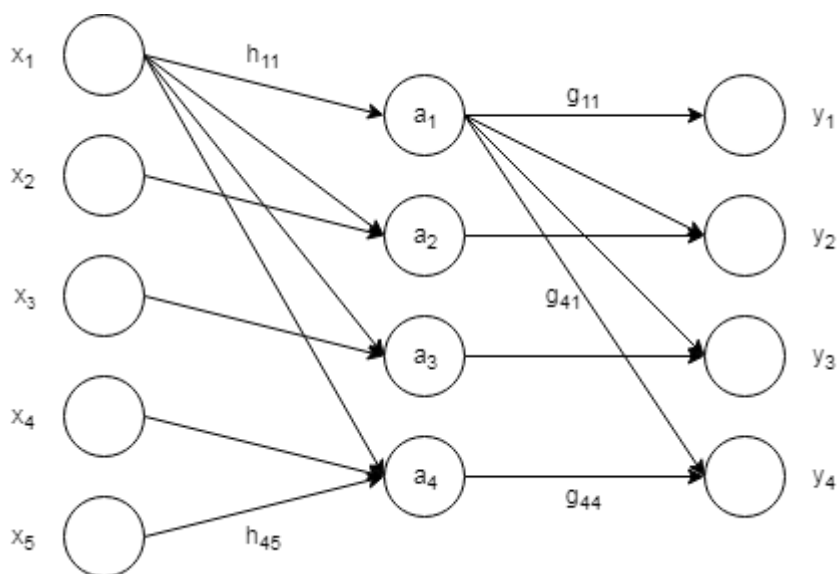 x₁
x₂
x₃
x₄
x₅
h₁₁
h₄₅
a₁
a₂
a₃
a₄
g₁₁
g₄₁
g₄₄
y₁
y₂
y₃
y₄